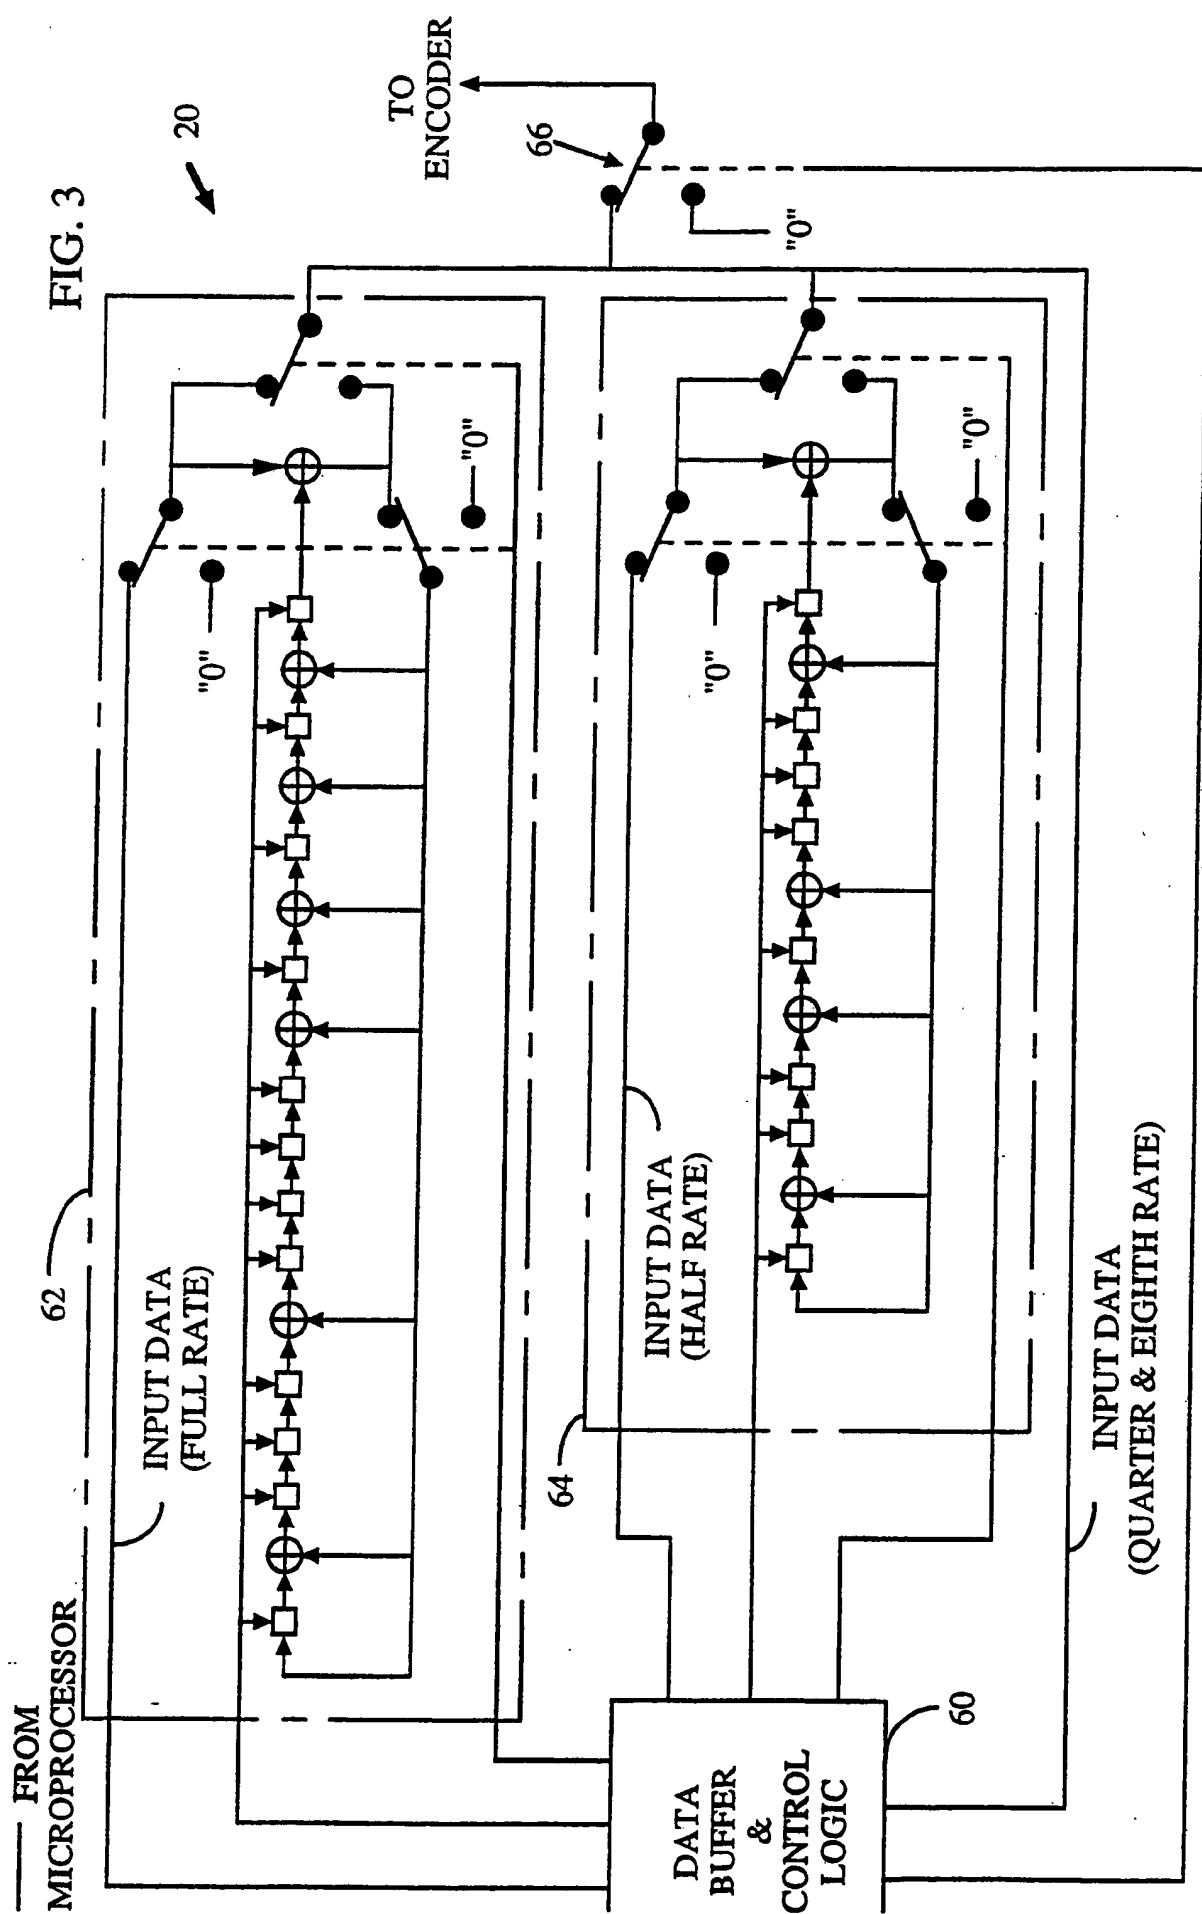 FIG. 3
20
62
INPUT DATA
(FULL RATE)
"0"
"0"
TO
ENCODER
66
"0"
64
INPUT DATA
(HALF RATE)
"0"
"0"
FROM
MICROPROCESSOR
DATA
BUFFER
&
CONTROL
LOGIC
60
INPUT DATA
(QUARTER & EIGHTH RATE)